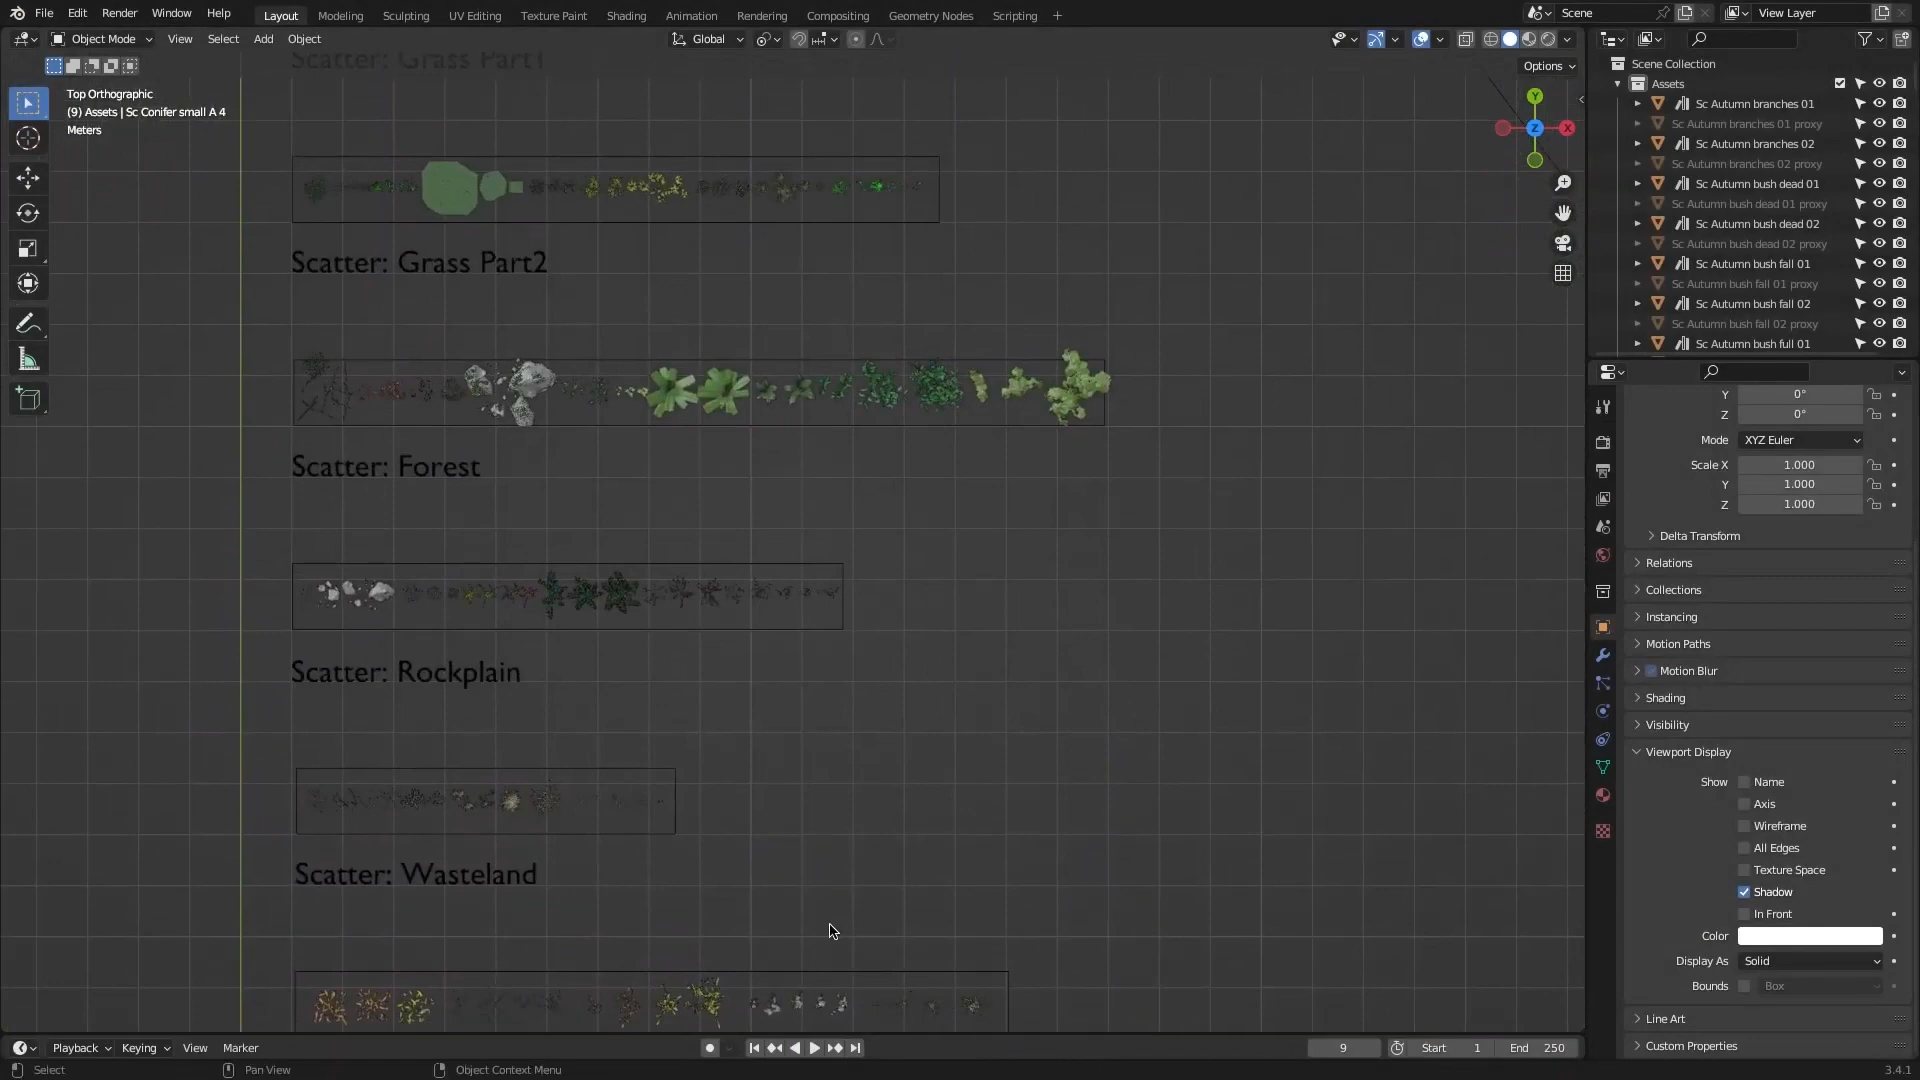 File Edit Render Window Help Layout Modeling Sculpting UV Editing Texture Paint Shading Animation Rendering Compositing Geometry Nodes Scripting + Scene View Layer
Object Mode View Select Add Object Global
Options
Scatter: Grass Part1
Top Orthographic
(9) Assets | Sc Conifer small A 4
Meters
Y
Z
X
Scatter: Grass Part2
Scatter: Forest
Scatter: Rockplain
Scatter: Wasteland
Scene Collection
Assets
Sc Autumn branches 01
Sc Autumn branches 01 proxy
Sc Autumn branches 02
Sc Autumn branches 02 proxy
Sc Autumn bush dead 01
Sc Autumn bush dead 01 proxy
Sc Autumn bush dead 02
Sc Autumn bush dead 02 proxy
Sc Autumn bush fall 01
Sc Autumn bush fall 01 proxy
Sc Autumn bush fall 02
Sc Autumn bush fall 02 proxy
Sc Autumn bush full 01
Y 0°
Z 0°
Mode XYZ Euler
Scale X 1.000
Y 1.000
Z 1.000
Delta Transform
Relations
Collections
Instancing
Motion Paths
Motion Blur
Shading
Visibility
Viewport Display
Show Name
Axis
Wireframe
All Edges
Texture Space
Shadow
In Front
Color
Display As Solid
Bounds Box
Line Art
Custom Properties
Playback Keying View Marker 9 Start 1 End 250
Select Pan View Object Context Menu 3.4.1